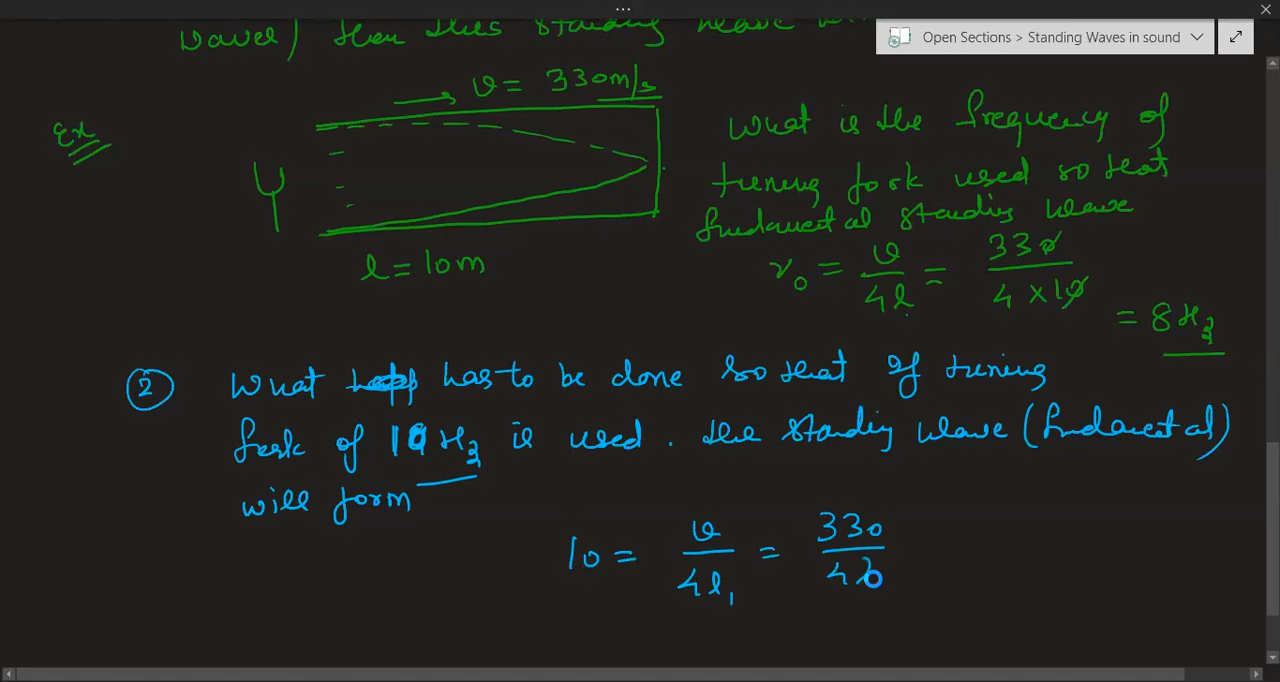 wave) then this standing wave
Open Sections > Standing Waves in sound
Ex
v = 330m/s
l = 10m
What is the frequency of
tuning fork used so that
fundamental standing wave
ν₀ = v/4l = 330/4×10
= 8Hz
② What has to be done so that if tuning
fork of 10 Hz is used. the standing wave (fundamental)
will form
10 = v/4l₁ = 330/4